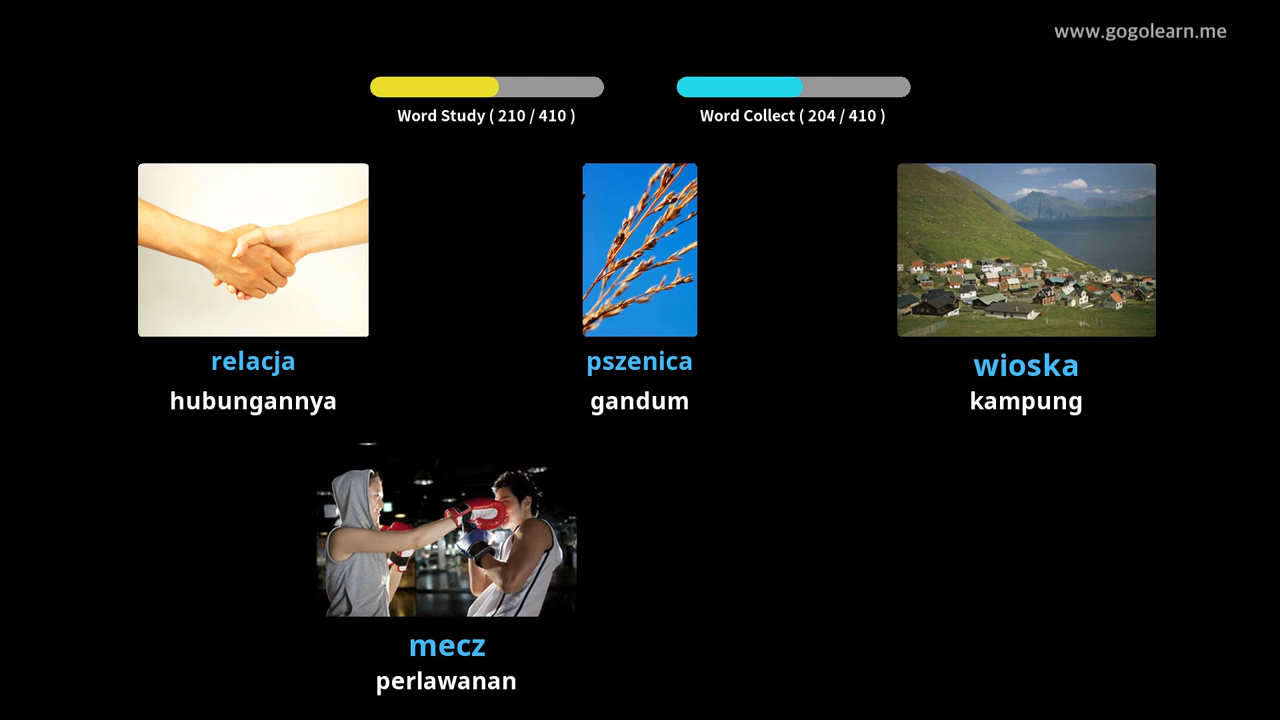 www.gogolearn.me
Word Study ( 210 / 410 )
Word Collect ( 204 / 410 )
relacja
hubungannya
pszenica
gandum
wioska
kampung
mecz
perlawanan